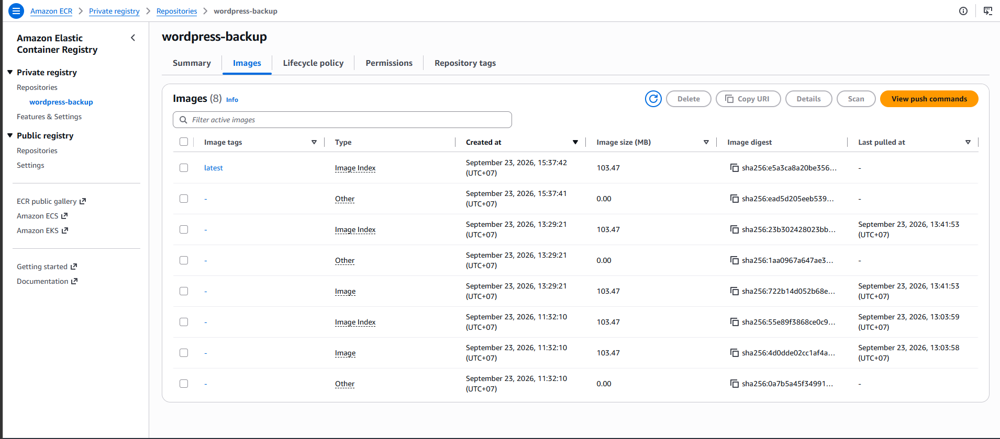 Amazon ECR > Private registry > Repositories > wordpress-backup
Amazon Elastic
Container Registry
Private registry
Repositories
wordpress-backup
Features & Settings
Public registry
Repositories
Settings
ECR public gallery
Amazon ECS
Amazon EKS
Getting started
Documentation
wordpress-backup
Summary Images Lifecycle policy Permissions Repository tags
Images (8) Info
Delete Copy URI Details Scan View push commands
Filter active images
Image tags Type Created at Image size (MB) Image digest Last pulled at
latest Image Index September 23, 2026, 15:37:42 (UTC+07) 103.47 sha256:e5a3ca8a20be356... -
- Other September 23, 2026, 15:37:41 (UTC+07) 0.00 sha256:ead5d205eeb539... -
- Image Index September 23, 2026, 13:29:21 (UTC+07) 103.47 sha256:23b302428023bb... September 23, 2026, 13:41:53 (UTC+07)
- Other September 23, 2026, 13:29:21 (UTC+07) 0.00 sha256:1aa0967a647ae3... -
- Image September 23, 2026, 13:29:21 (UTC+07) 103.47 sha256:722b14d052b68e... September 23, 2026, 13:41:53 (UTC+07)
- Image Index September 23, 2026, 11:32:10 (UTC+07) 103.47 sha256:55e89f3868ce0c9... September 23, 2026, 13:03:59 (UTC+07)
- Image September 23, 2026, 11:32:10 (UTC+07) 103.47 sha256:4d0dde02cc1af4a... September 23, 2026, 13:03:58 (UTC+07)
- Other September 23, 2026, 11:32:10 (UTC+07) 0.00 sha256:0a7b5a45f34991... -